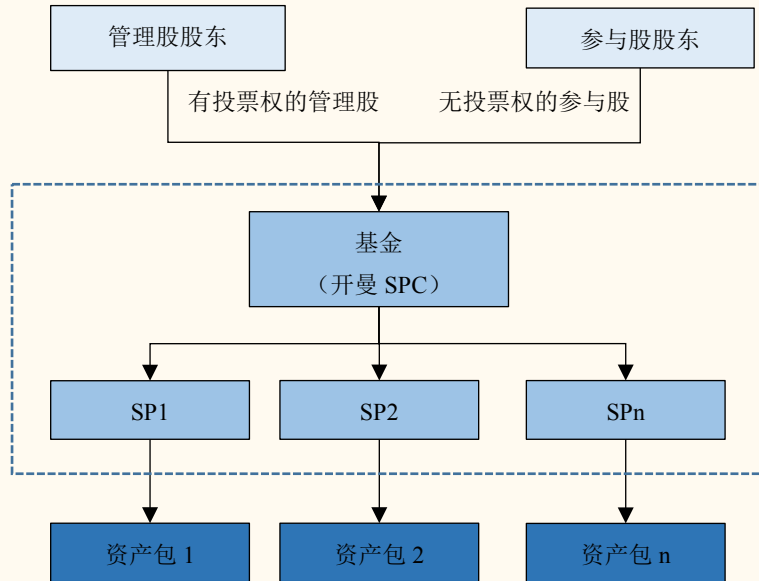 管理股股东
参与股股东
有投票权的管理股
无投票权的参与股
基金
（开曼 SPC）
SP1
SP2
SPn
资产包 1
资产包 2
资产包 n